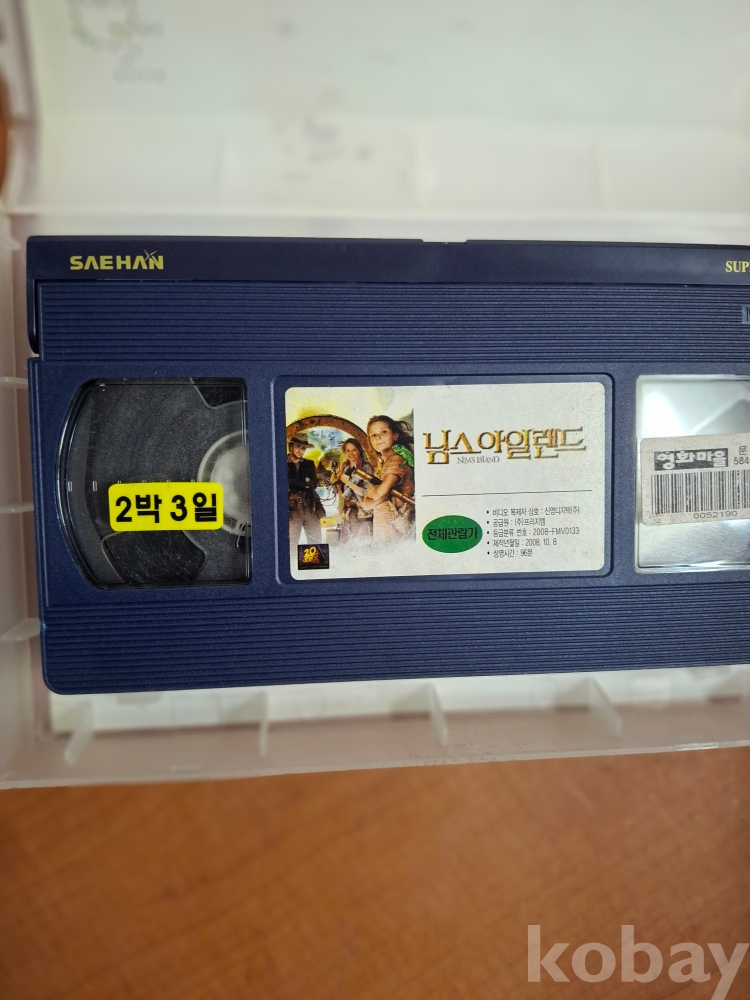 SAEHAN
SUP
2박 3일
님스 아일랜드
NIM'S ISLAND
• 비디오 복제자 상호 : 신영디지텍(주)
• 공급원 : (주)프리지엠
• 등급분류 번호 : 2008-FMV0133
• 제작년월일 : 2008. 10. 8
• 상영시간 : 96분
전체관람가
20
영화마을
584
0052190
kobay